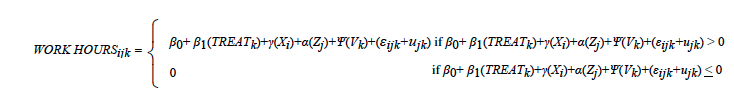 β0+ β1(TREATk)+γ(Xi)+α(Zj)+Ψ(Vk)+(εijk+ujk) if β0+ β1(TREATk)+γ(Xi)+α(Zj)+Ψ(Vk)+(εijk+ujk) > 0
WORK HOURSijk = {
0 if β0+ β1(TREATk)+γ(Xi)+α(Zj)+Ψ(Vk)+(εijk+ujk) ≤ 0